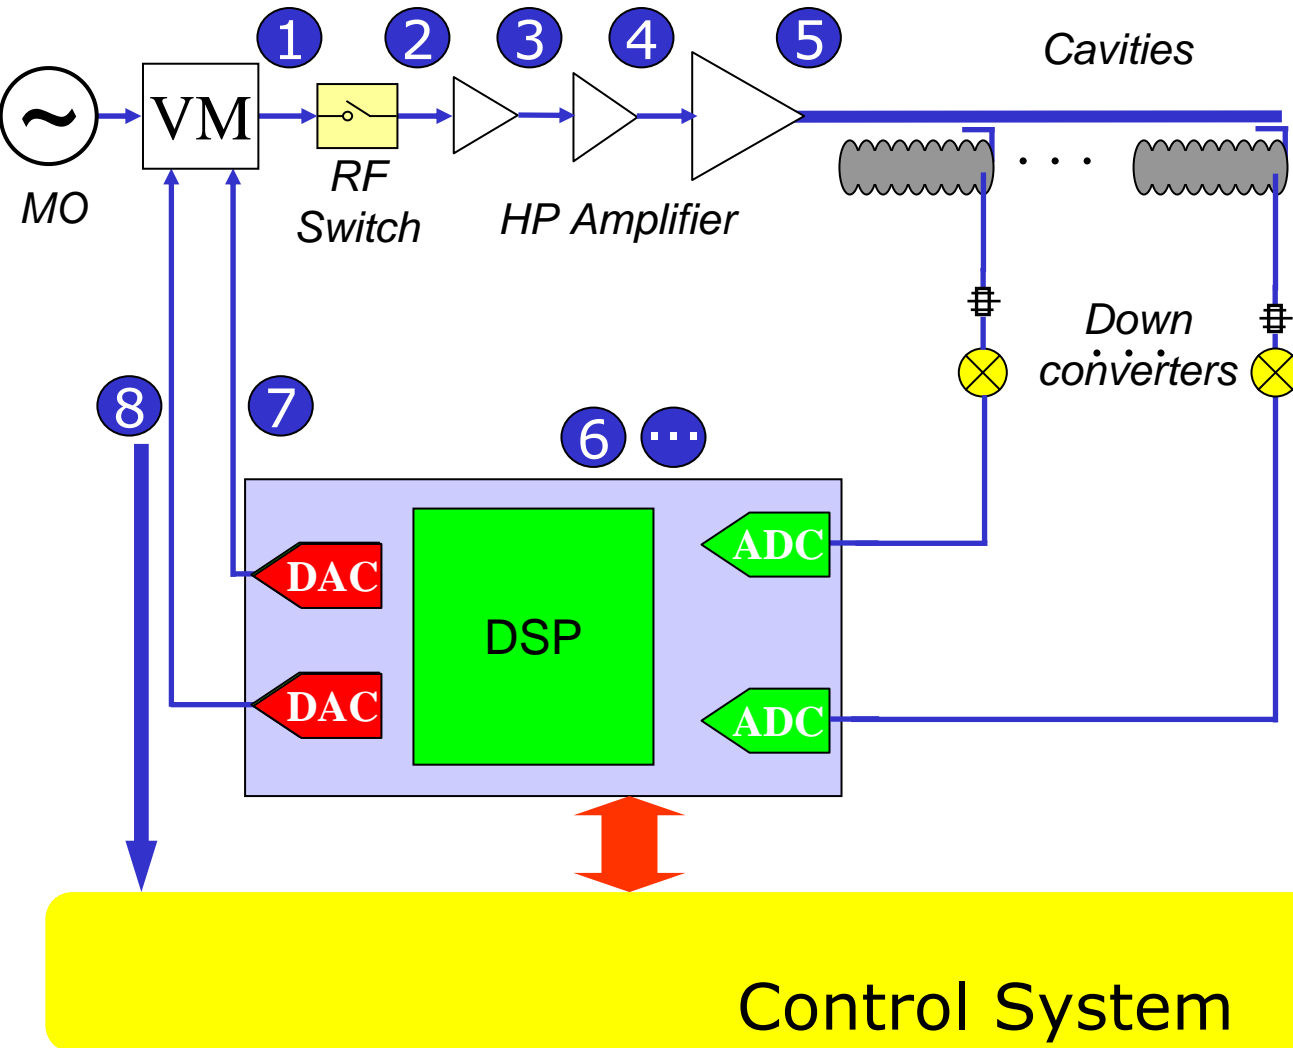 1 2 3 4 5
Cavities
~
VM
MO
RF
Switch
HP Amplifier
Down
converters
8 7
6 ...
DAC
ADC
DSP
DAC
ADC
Control System